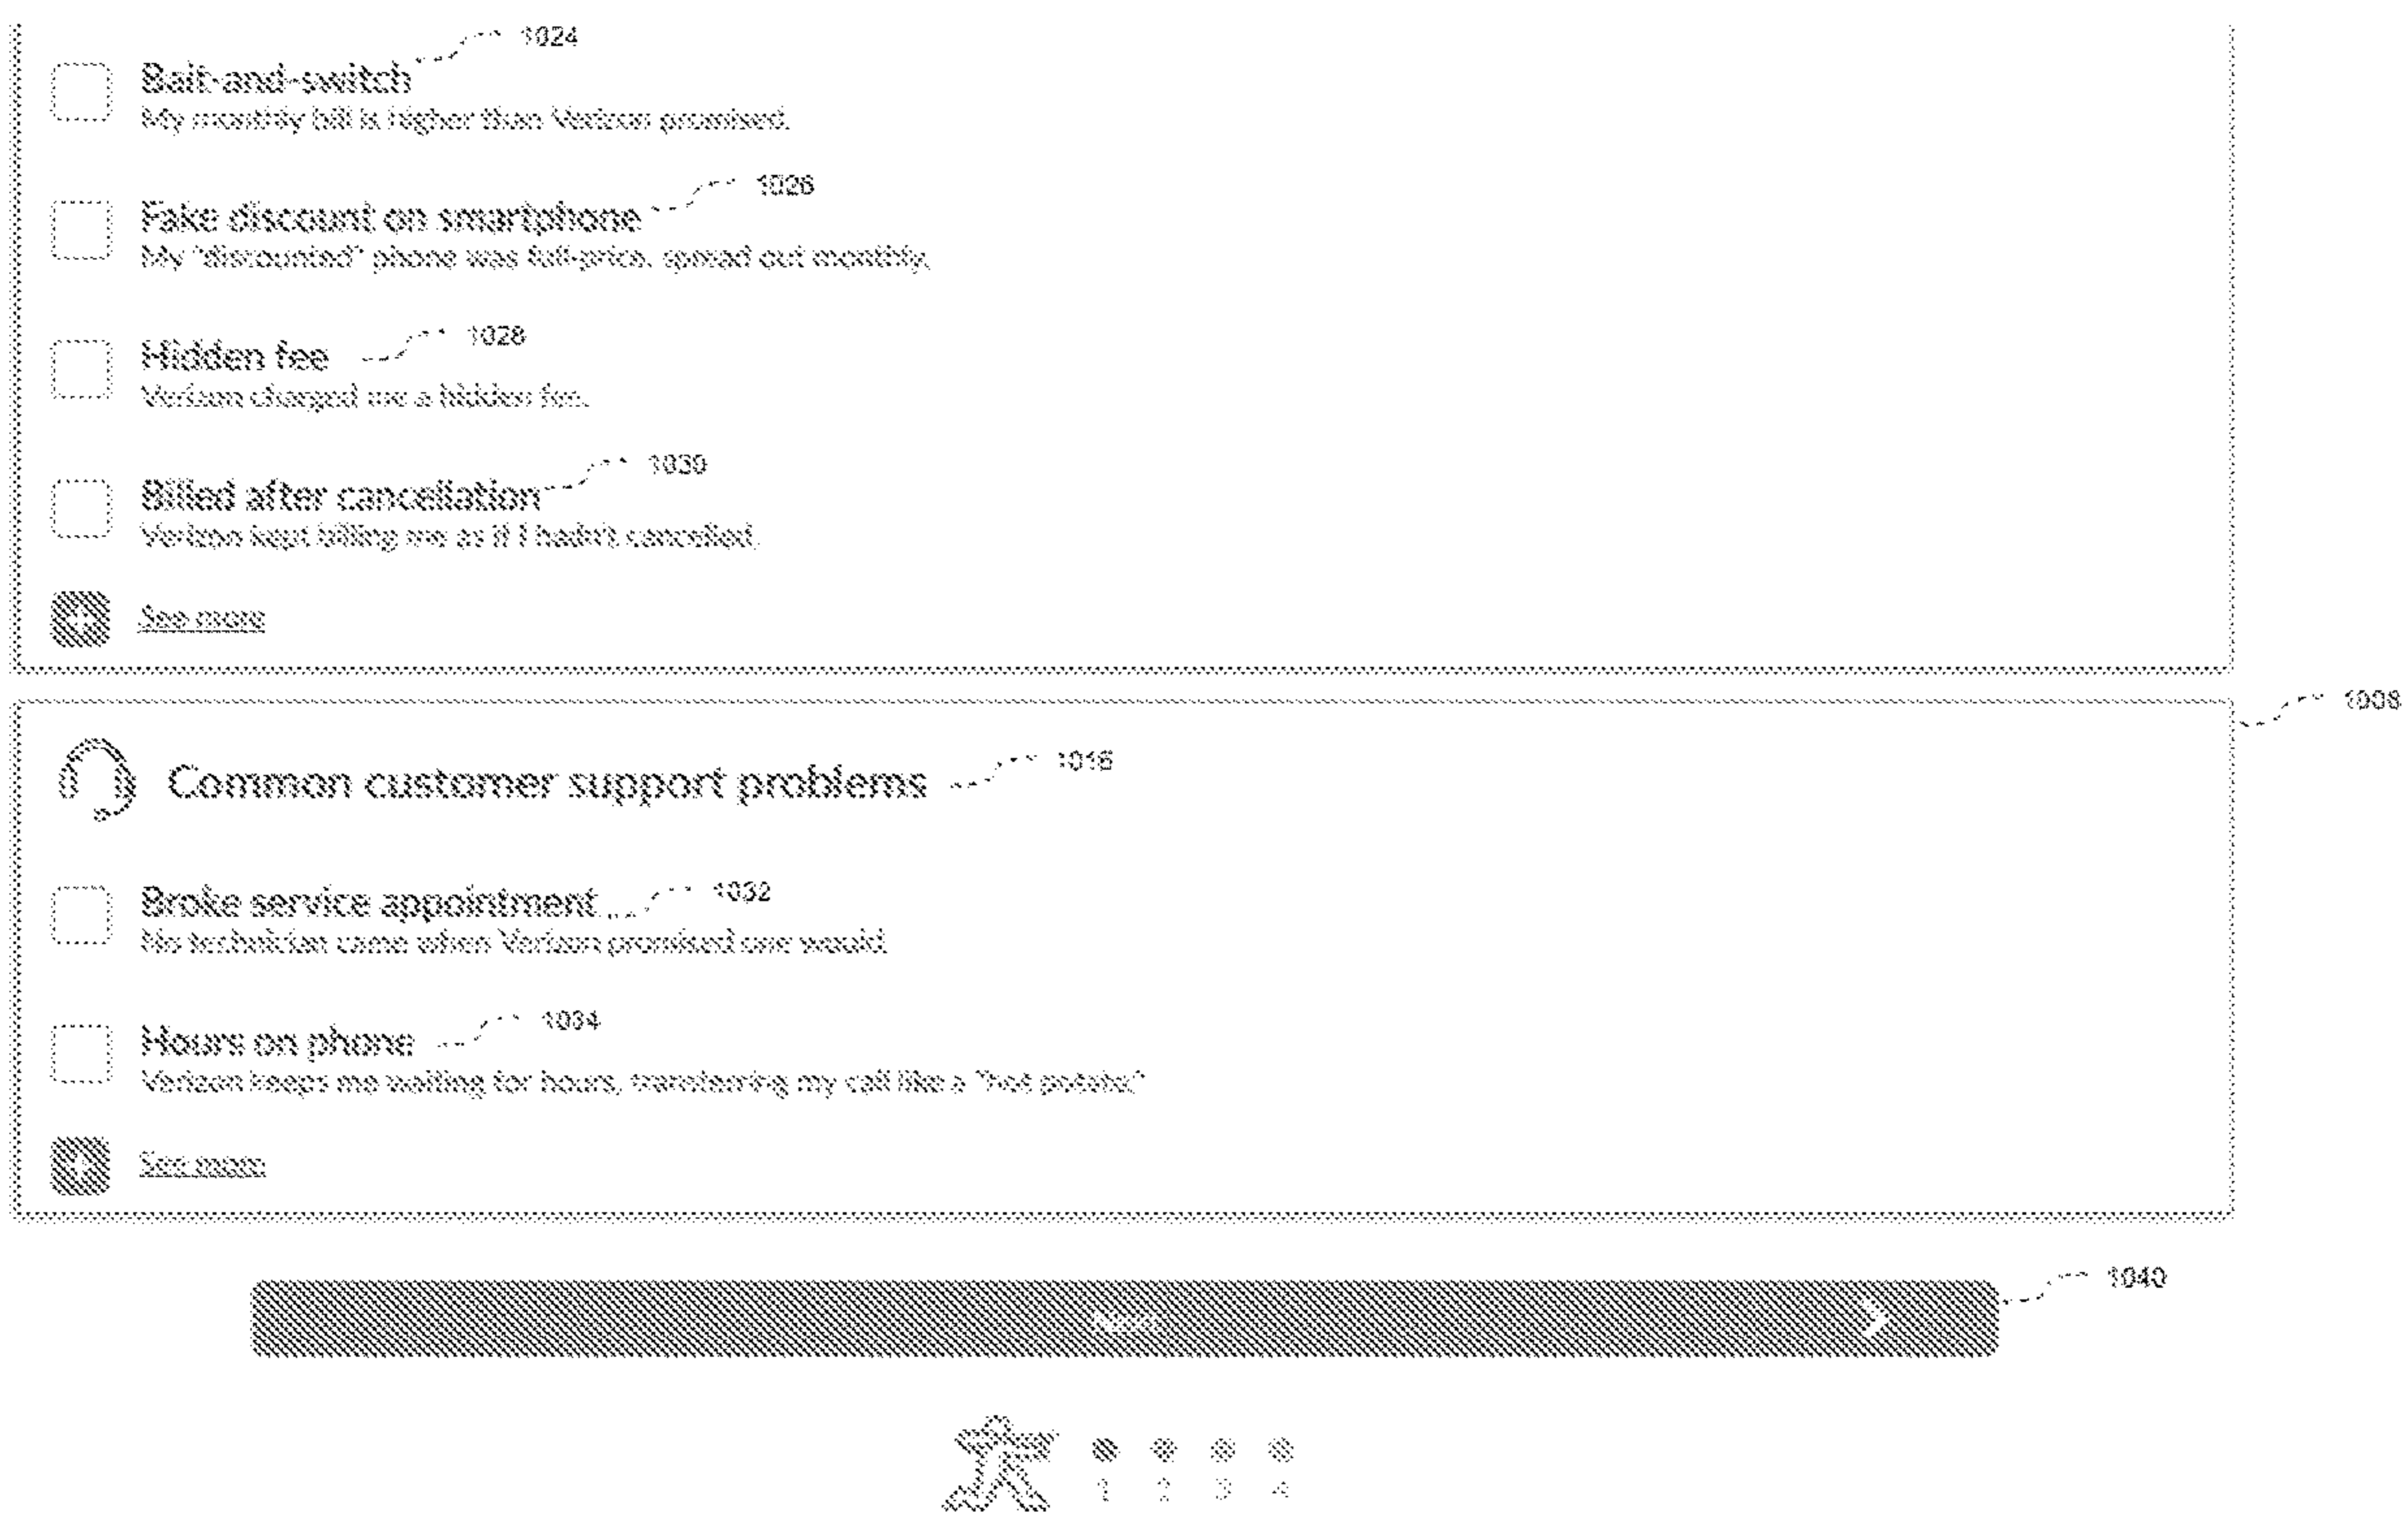 1024
Bait-and-switch
My monthly bill is higher than Verizon promised.
1026
Fake discount on smartphone
My "discounted" phone was full-price, spread out monthly.
1028
Hidden fee
Verizon charged me a hidden fee.
1030
Billed after cancellation
Verizon kept billing me as if I hadn't cancelled.
See more
1008
Common customer support problems 1016
Broke service appointment 1032
No technician came when Verizon promised one would.
Hours on phone 1034
Verizon keeps me waiting for hours, transferring my call like a "hot potato."
See more
1040
Next
1 2 3 4